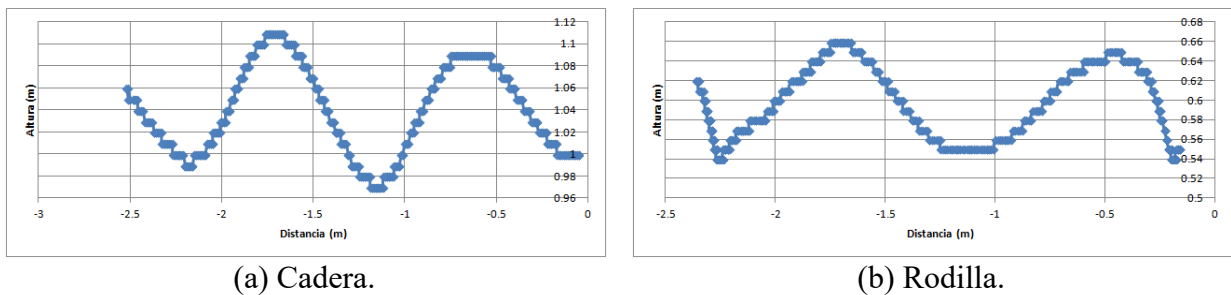 1.12
1.1
1.08
1.06
1.04
1.02
1
0.98
0.96
Altura (m)
-3 -2.5 -2 -1.5 -1 -0.5 0
Distancia (m)
(a) Cadera.
0.68
0.66
0.64
0.62
0.6
0.58
0.56
0.54
0.52
0.5
Altura (m)
-2.5 -2 -1.5 -1 -0.5 0
Distancia (m)
(b) Rodilla.